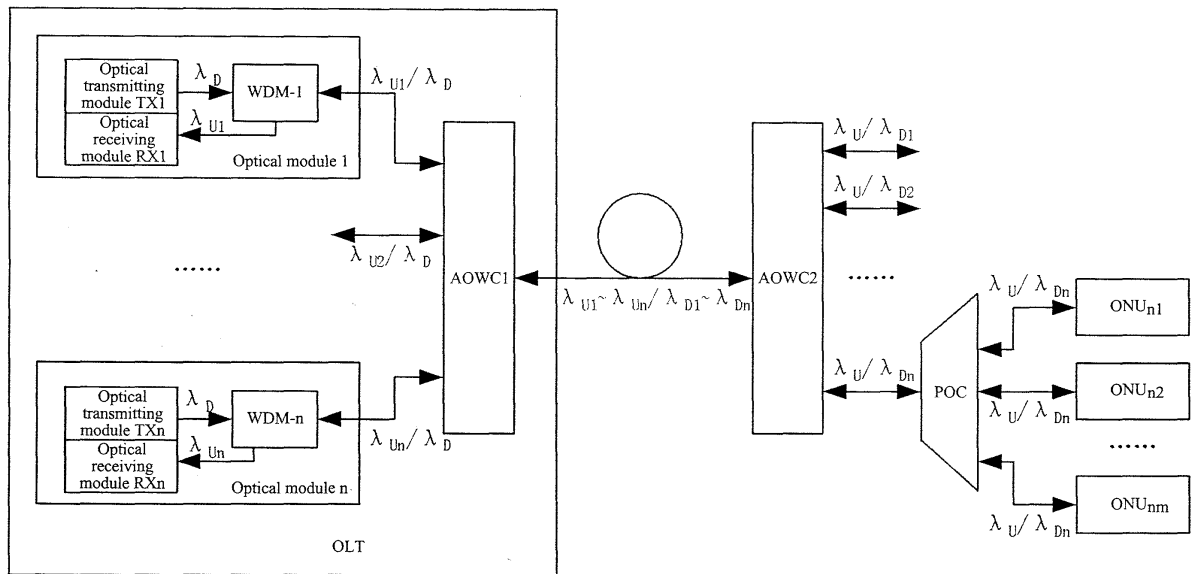 Optical
transmitting
module TX1
Optical
receiving
module RX1
λ D
λ U1
WDM-1
Optical module 1
λ U1/ λ D
λ U2/ λ D
......
AOWC1
Optical
transmitting
module TXn
Optical
receiving
module RXn
λ D
λ Un
WDM-n
Optical module n
λ Un/ λ D
OLT
λ U1~ λ Un/ λ D1~ λ Dn
AOWC2
λ U/ λ D1
λ U/ λ D2
......
λ U/ λ Dn
POC
λ U/ λ Dn
ONUn1
ONUn2
λ U/ λ Dn
......
ONUnm
λ U/ λ Dn